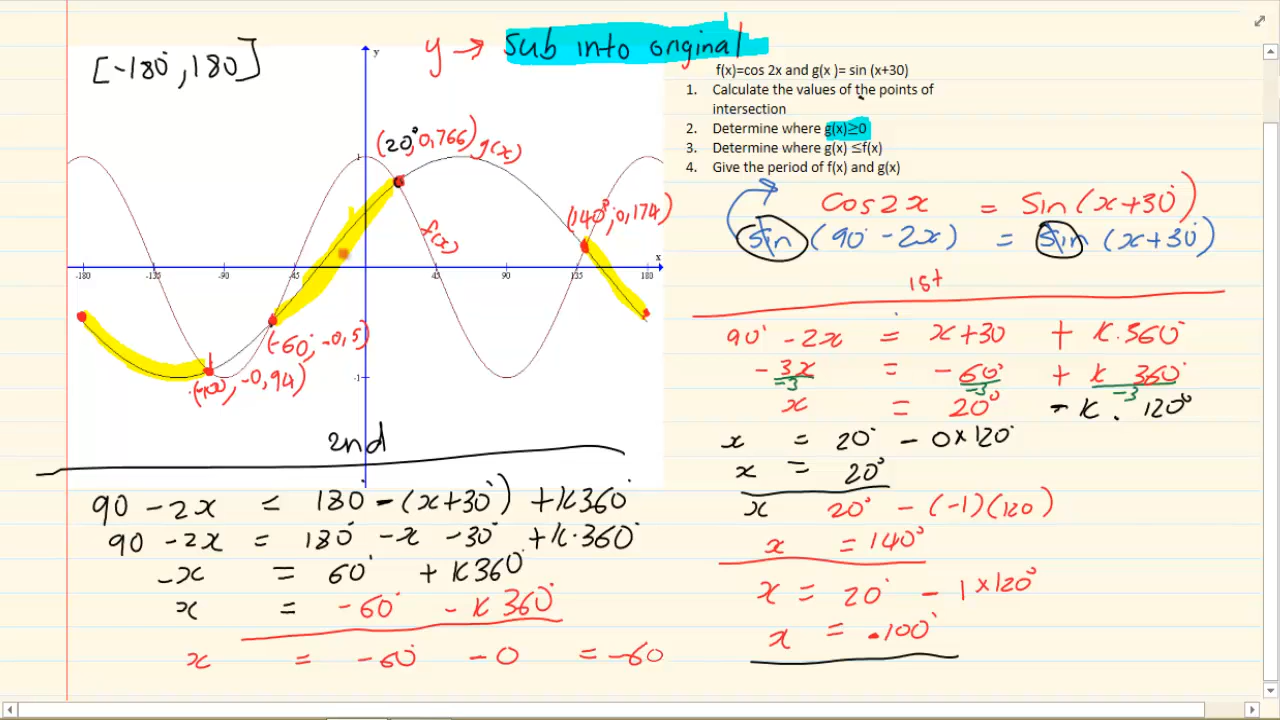 y → Sub into original
[-180°, 180]
f(x)=cos 2x and g(x )= sin (x+30)
1. Calculate the values of the points of
intersection
2. Determine where g(x)≥0
3. Determine where g(x) ≤f(x)
4. Give the period of f(x) and g(x)
y
(20°, 0,766) g(x)
1
(140°; 0,174)
f(x)
x
-180 -135 -90 -45 45 90 135 180
(-60°; -0,5)
-1
(-100°, -0,94)
Cos 2x = Sin (x+30°)
Sin (90° - 2x) = Sin (x+30°)
1st
90° - 2x = x+30 + K.360°
- 3x = - 60° + K 360°
-3 -3 -3
x = 20° - K . 120°
x = 20° - 0×120°
x = 20°
x 20° - (-1)(120)
x = 140°
x = 20° - 1×120°
x = -100°
2nd
90 - 2x = 180 - (x+30°) + K360°
90 - 2x = 180° - x - 30° + K.360°
-x = 60° + K360°
x = - 60° - K 360°
x = - 60° - 0 = -60